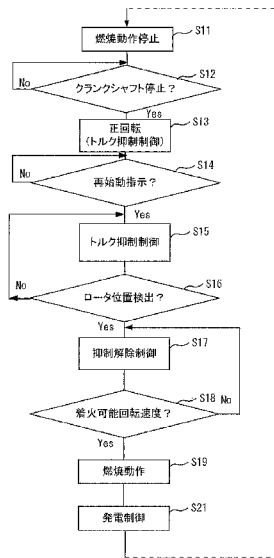 燃焼動作停止 S11
クランクシャフト停止? S12
No
Yes
正回転 S13
(トルク抑制制御)
再始動指示? S14
No
Yes
トルク抑制制御 S15
ロータ位置検出? S16
No
Yes
抑制解除制御 S17
着火可能回転速度? S18
No
Yes
燃焼動作 S19
発電制御 S21